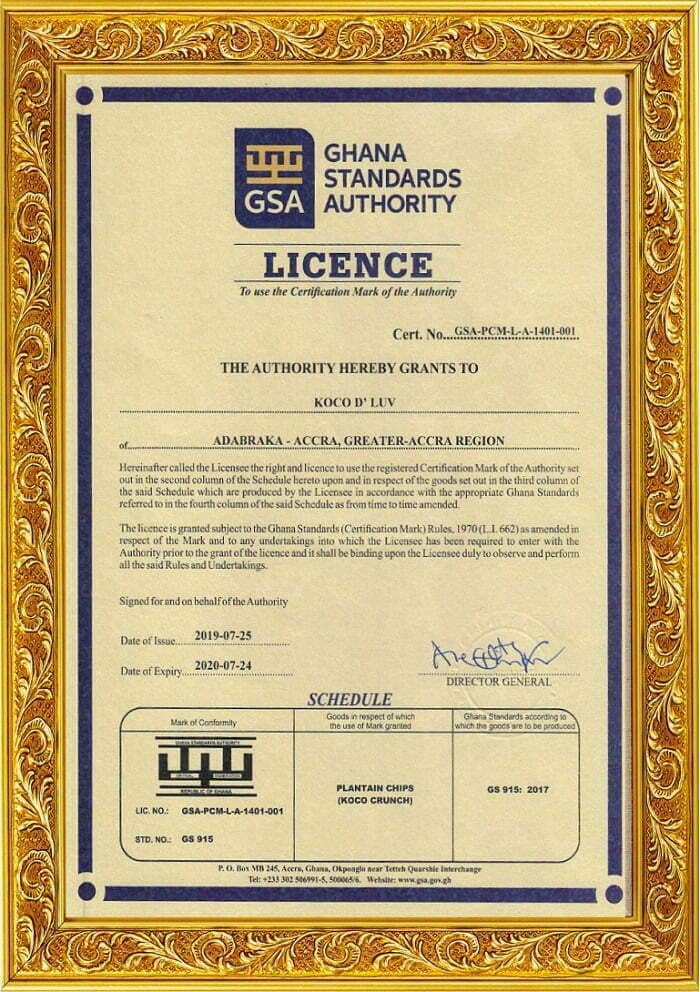 GSA
GHANA
STANDARDS
AUTHORITY
LICENCE
To use the Certification Mark of the Authority
Cert. No...GSA-PCM-L-A-1401-001
THE AUTHORITY HEREBY GRANTS TO
KOCO D' LUV
of ADABRAKA - ACCRA, GREATER-ACCRA REGION
Hereinafter called the Licensee the right and licence to use the registered Certification Mark of the Authority set
out in the second column of the Schedule hereto upon and in respect of the goods set out in the third column of
the said Schedule which are produced by the Licensee in accordance with the appropriate Ghana Standards
referred to in the fourth column of the said Schedule as from time to time amended.
The licence is granted subject to the Ghana Standards (Certification Mark) Rules, 1970 (L.I. 662) as amended in
respect of the Mark and to any undertakings into which the Licensee has been required to enter with the
Authority prior to the grant of the licence and it shall be binding upon the Licensee duly to observe and perform
all the said Rules and Undertakings.
Signed for and on behalf of the Authority
Date of Issue... 2019-07-25
Date of Expiry... 2020-07-24
DIRECTOR GENERAL
SCHEDULE
Mark of Conformity
GHANA STANDARDS AUTHORITY
REPUBLIC OF GHANA
LIC. NO.: GSA-PCM-L-A-1401-001
STD. NO.: GS 915
Goods in respect of which
the use of Mark granted
PLANTAIN CHIPS
(KOCO CRUNCH)
Ghana Standards according to
which the goods are to be produced
GS 915: 2017
P. O. Box MB 245, Accra, Ghana, Okponglo near Tetteh Quarshie Interchange
Tel: +233 302 506991-5, 500065/6. Website: www.gsa.gov.gh